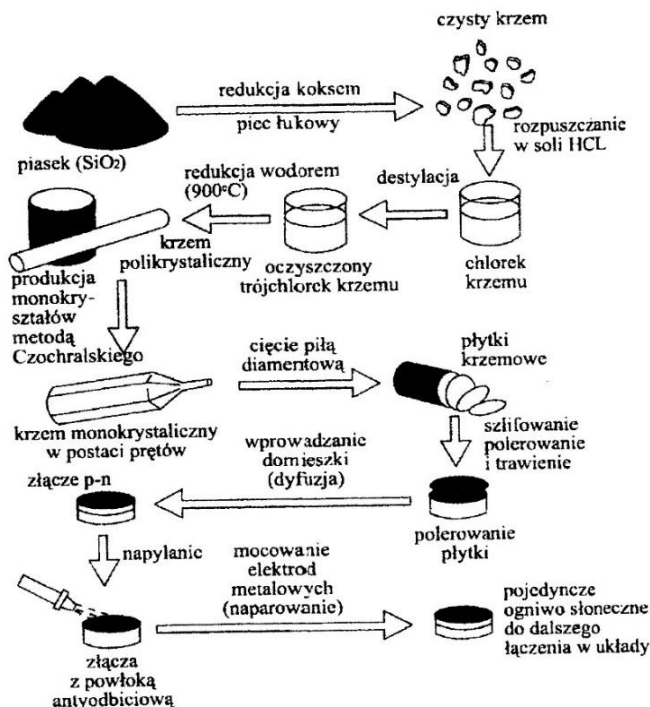 czysty krzem
redukcja koksem
piec łukowy
piasek (SiO₂)
rozpuszczanie
w soli HCL
redukcja wodorem
(900°C)
destylacja
krzem
polikrystaliczny
oczyszczony
trójchlorek krzemu
chlorek
krzemu
produkcja
monokry-
ształów
metodą
Czochralskiego
cięcie piłą
diamentową
płytki
krzemowe
krzem monokrystaliczny
w postaci prętów
szlifowanie
polerowanie
i trawienie
wprowadzanie
domieszki
(dyfuzja)
złącze p-n
polerowanie
płytki
napylanie
mocowanie
elektrod
metalowych
(naparowanie)
złącza
z powłoką
antyodbiciową
pojedyncze
ogniwo słoneczne
do dalszego
łączenia w układy